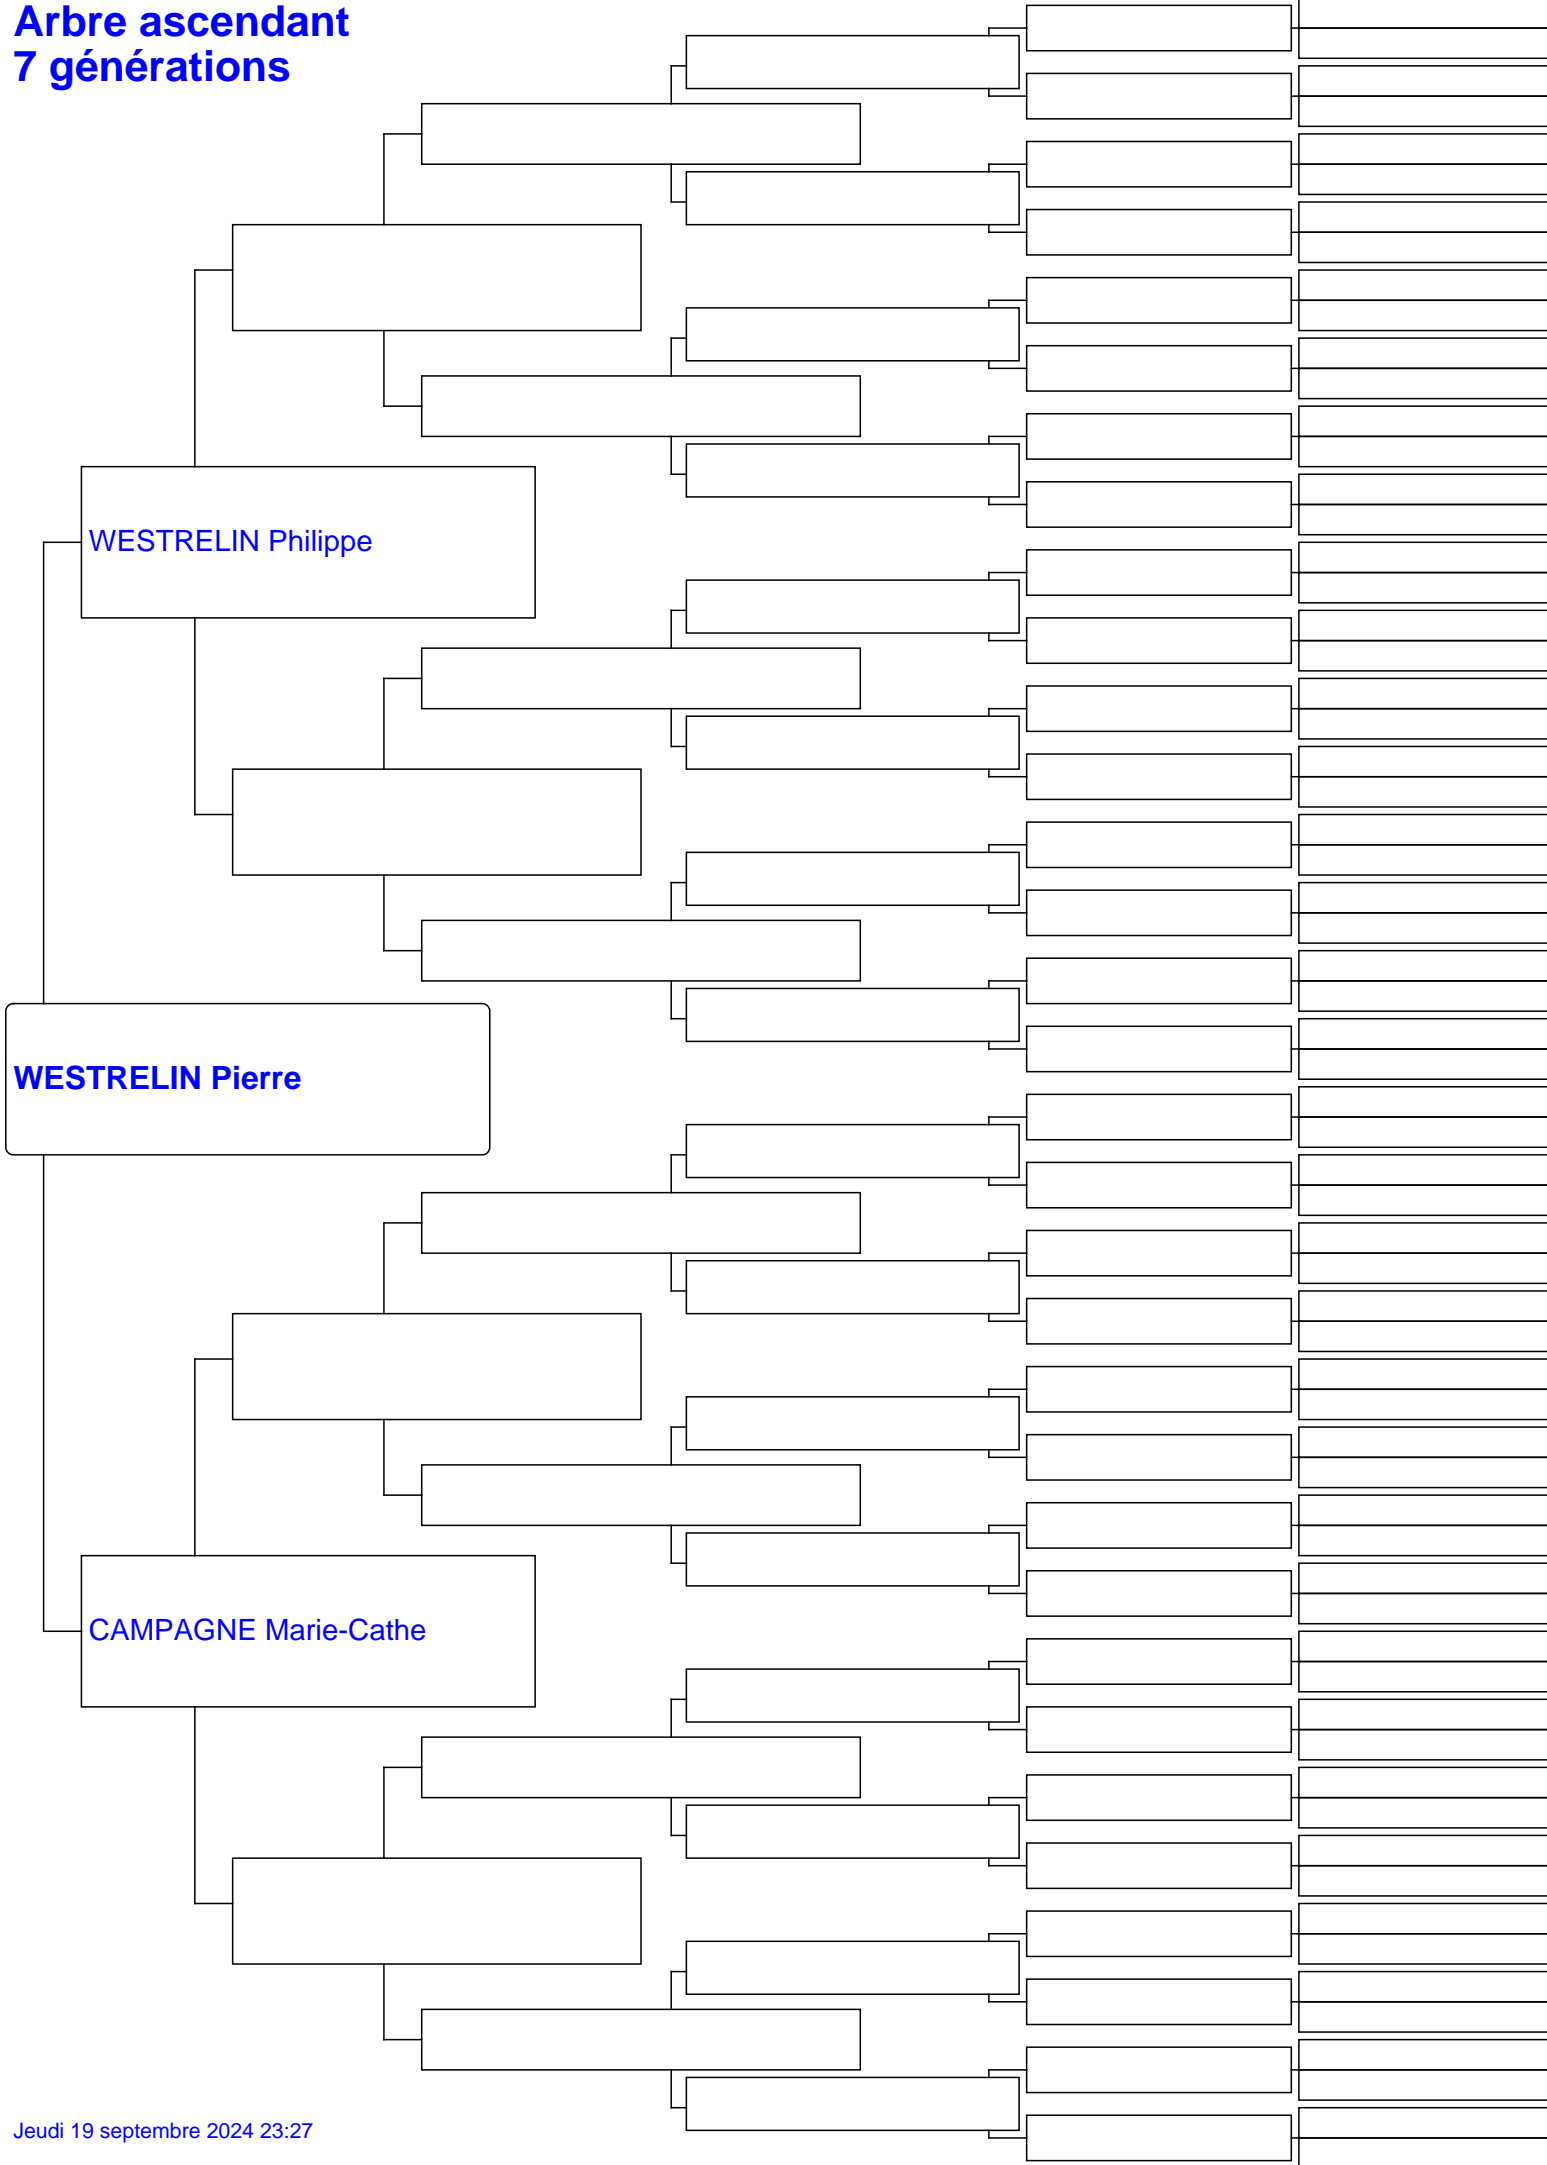 Arbre ascendant
7 générations
WESTRELIN Philippe
WESTRELIN Pierre
CAMPAGNE Marie-Cathe
Jeudi 19 septembre 2024 23:27